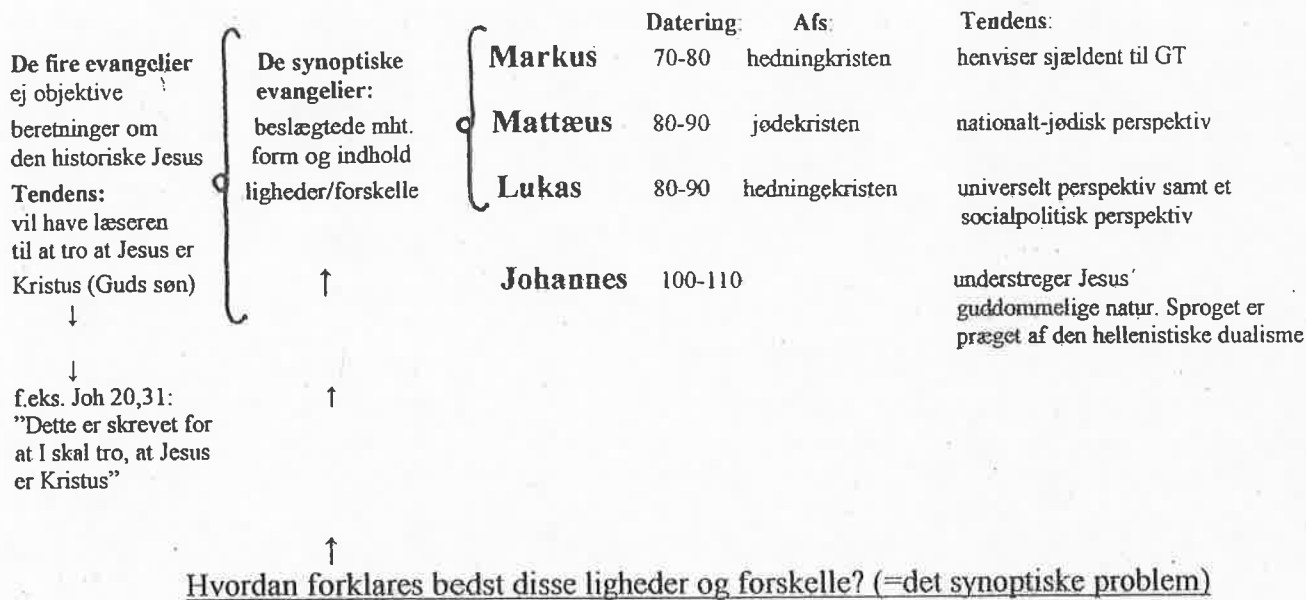 De fire evangelier
ej objektive
beretninger om
den historiske Jesus
Tendens:
vil have læseren
til at tro at Jesus er
Kristus (Guds søn)
↓
↓
f.eks. Joh 20,31:
"Dette er skrevet for
at I skal tro, at Jesus
er Kristus"
De synoptiske
evangelier:
beslægtede mht.
form og indhold
ligheder/forskelle
↑
↑
↑
Datering: Afs: Tendens:
Markus 70-80 hedningkristen henviser sjældent til GT
Mattæus 80-90 jødekristen nationalt-jødisk perspektiv
Lukas 80-90 hedningekristen universelt perspektiv samt et
socialpolitisk perspektiv
Johannes 100-110 understreger Jesus´
guddommelige natur. Sproget er
præget af den hellenistiske dualisme
Hvordan forklares bedst disse ligheder og forskelle? (=det synoptiske problem)